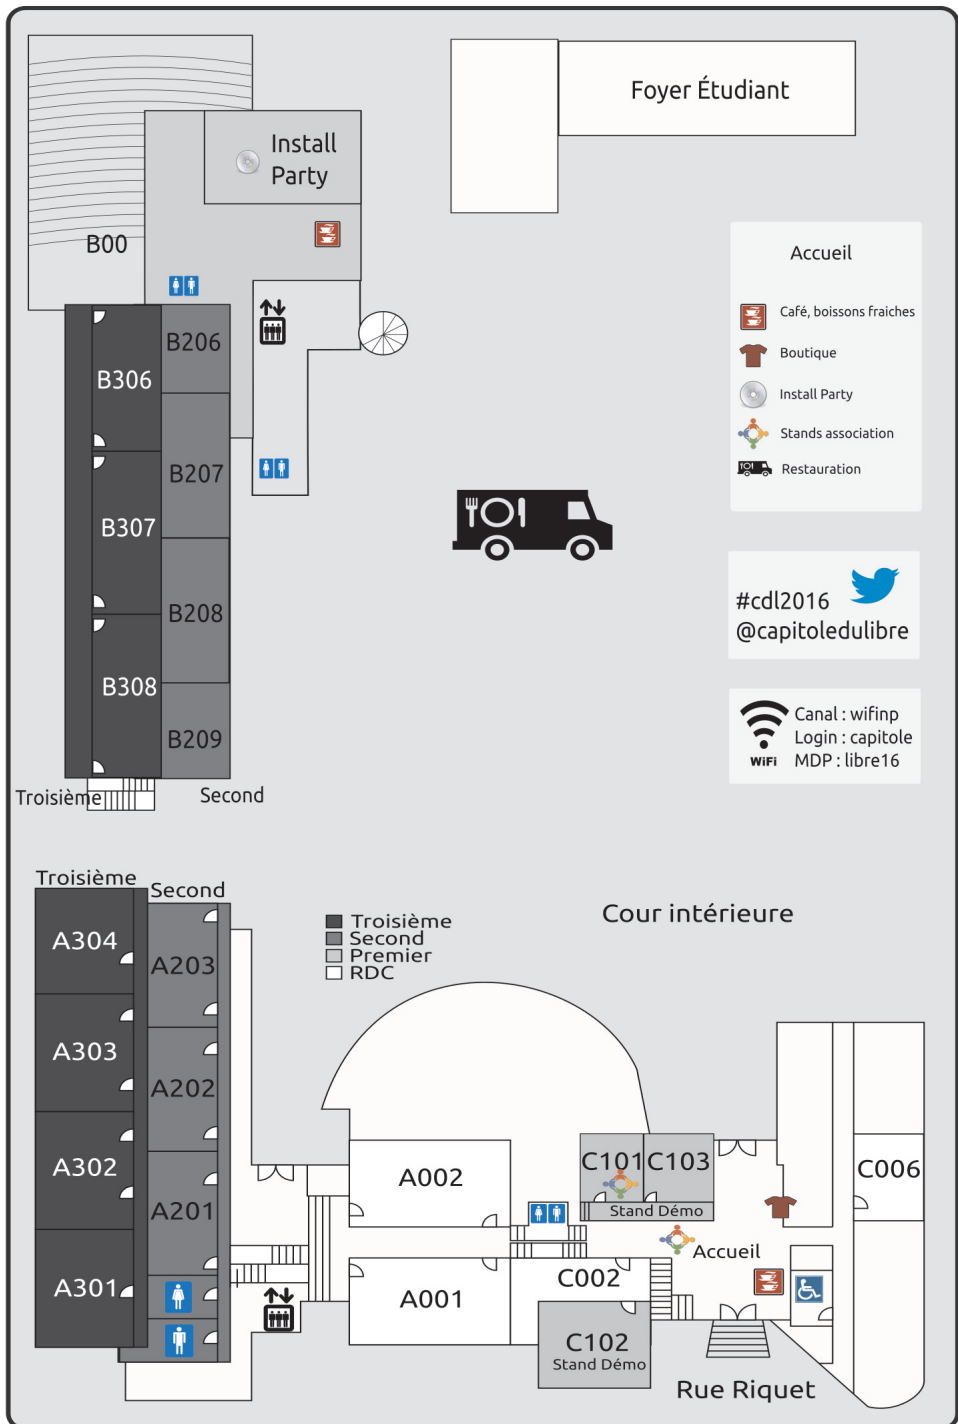 Foyer Étudiant
Install
Party
B00
Accueil
Café, boissons fraiches
Boutique
Install Party
Stands association
Restauration
B206
B306
B207
B307
B208
B308
B209
Troisième
Second
#cdl2016
@capitoledulibre
WiFi
Canal : wifinp
Login : capitole
MDP : libre16
Troisième
Second
A304
A203
A303
A202
A302
A201
A301
Troisième
Second
Premier
RDC
Cour intérieure
A002
C101
C103
Stand Démo
C006
Accueil
C002
A001
C102
Stand Démo
Rue Riquet